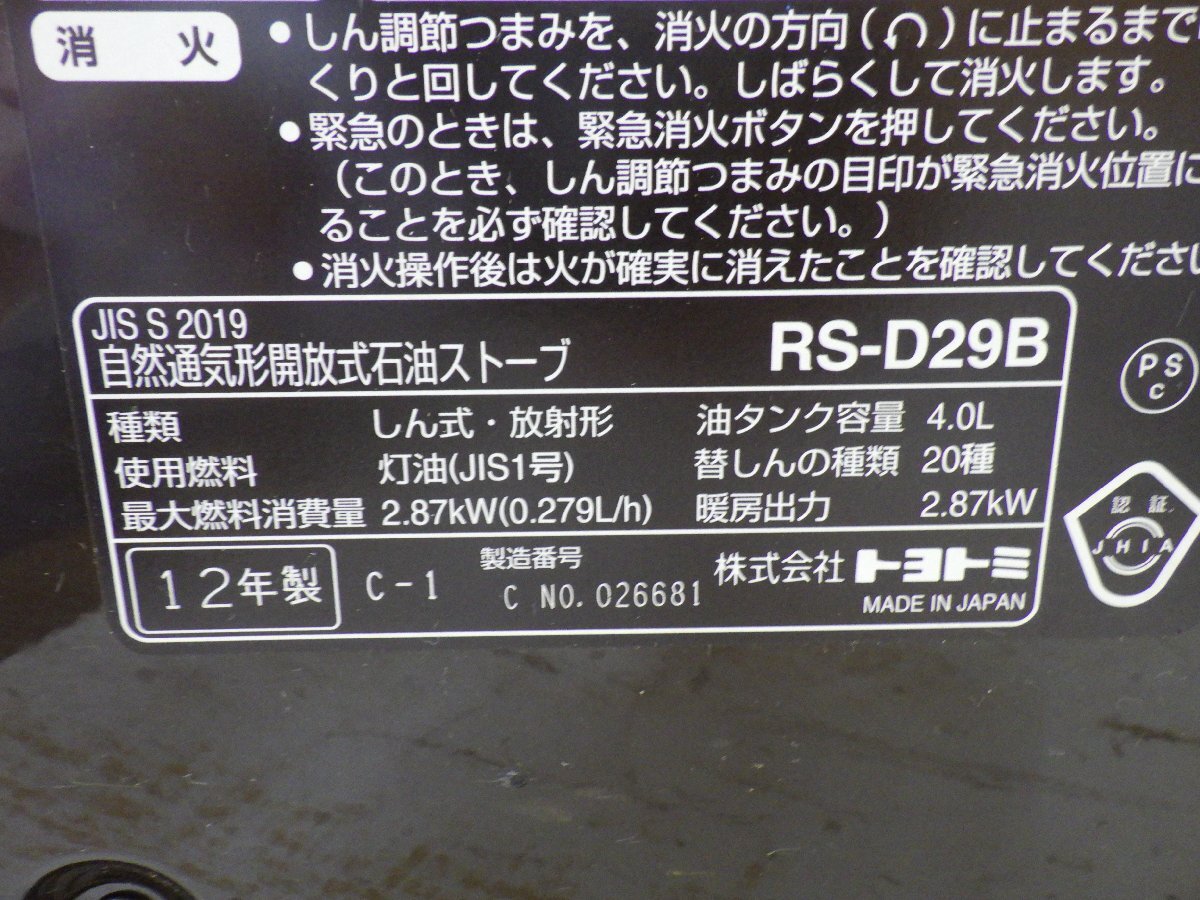 消火
●しん調節つまみを、消火の方向(↶)に止まるまで
くりと回してください。しばらくして消火します。
●緊急のときは、緊急消火ボタンを押してください。
(このとき、しん調節つまみの目印が緊急消火位置に
ることを必ず確認してください。)
●消火操作後は火が確実に消えたことを確認してください
JIS S 2019
自然通気形開放式石油ストーブ RS-D29B
種類 しん式・放射形 油タンク容量 4.0L
使用燃料 灯油(JIS1号) 替しんの種類 20種
最大燃料消費量 2.87kW(0.279L/h) 暖房出力 2.87kW
12年製 C-1 製造番号 C NO. 026681 株式会社トヨトミ
MADE IN JAPAN
PS
C
認証
JHIA